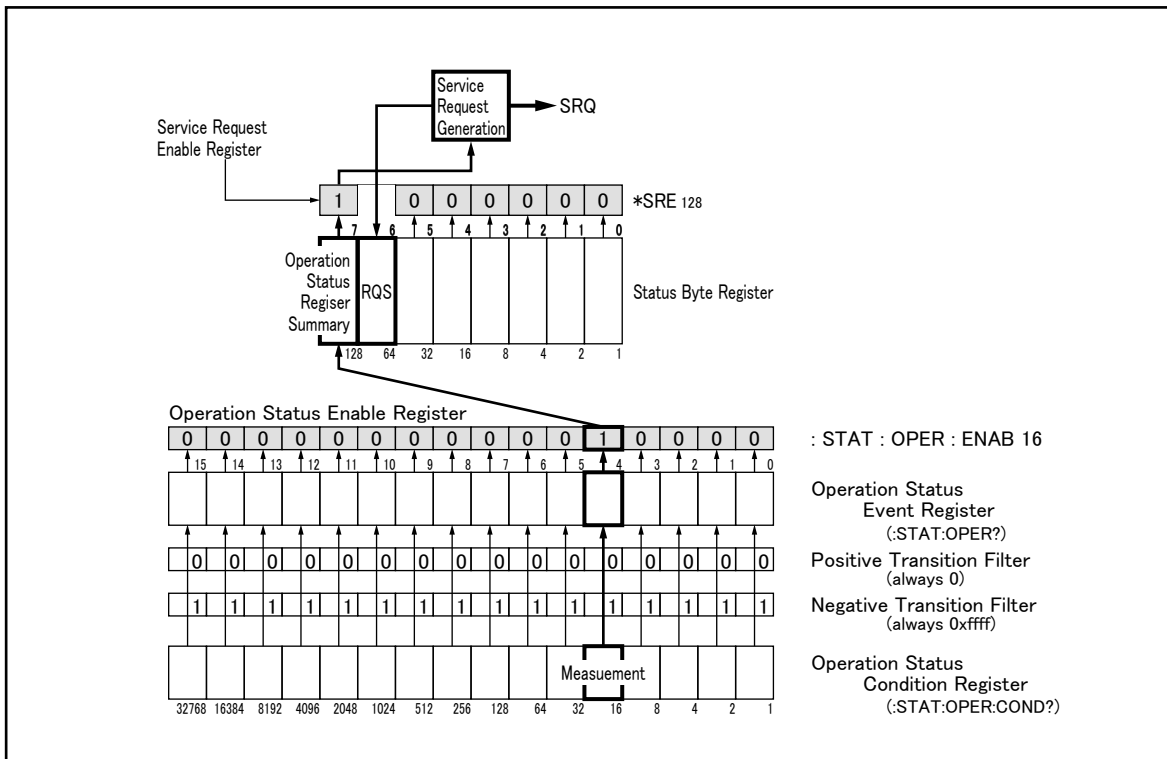 Service
Request
Generation
SRQ
Service Request
Enable Register
1 0 0 0 0 0 0 *SRE 128
7 6 5 4 3 2 1 0
Operation
Status
Regiser
Summary
RQS
Status Byte Register
128 64 32 16 8 4 2 1
Operation Status Enable Register
0 0 0 0 0 0 0 0 0 0 0 1 0 0 0 0 : STAT : OPER : ENAB 16
15 14 13 12 11 10 9 8 7 6 5 4 3 2 1 0
Operation Status
Event Register
(:STAT:OPER?)
0 0 0 0 0 0 0 0 0 0 0 0 0 0 0 0 Positive Transition Filter
(always 0)
1 1 1 1 1 1 1 1 1 1 1 1 1 1 1 1 Negative Transition Filter
(always 0xffff)
Measuement
Operation Status
Condition Register
(:STAT:OPER:COND?)
32768 16384 8192 4096 2048 1024 512 256 128 64 32 16 8 4 2 1